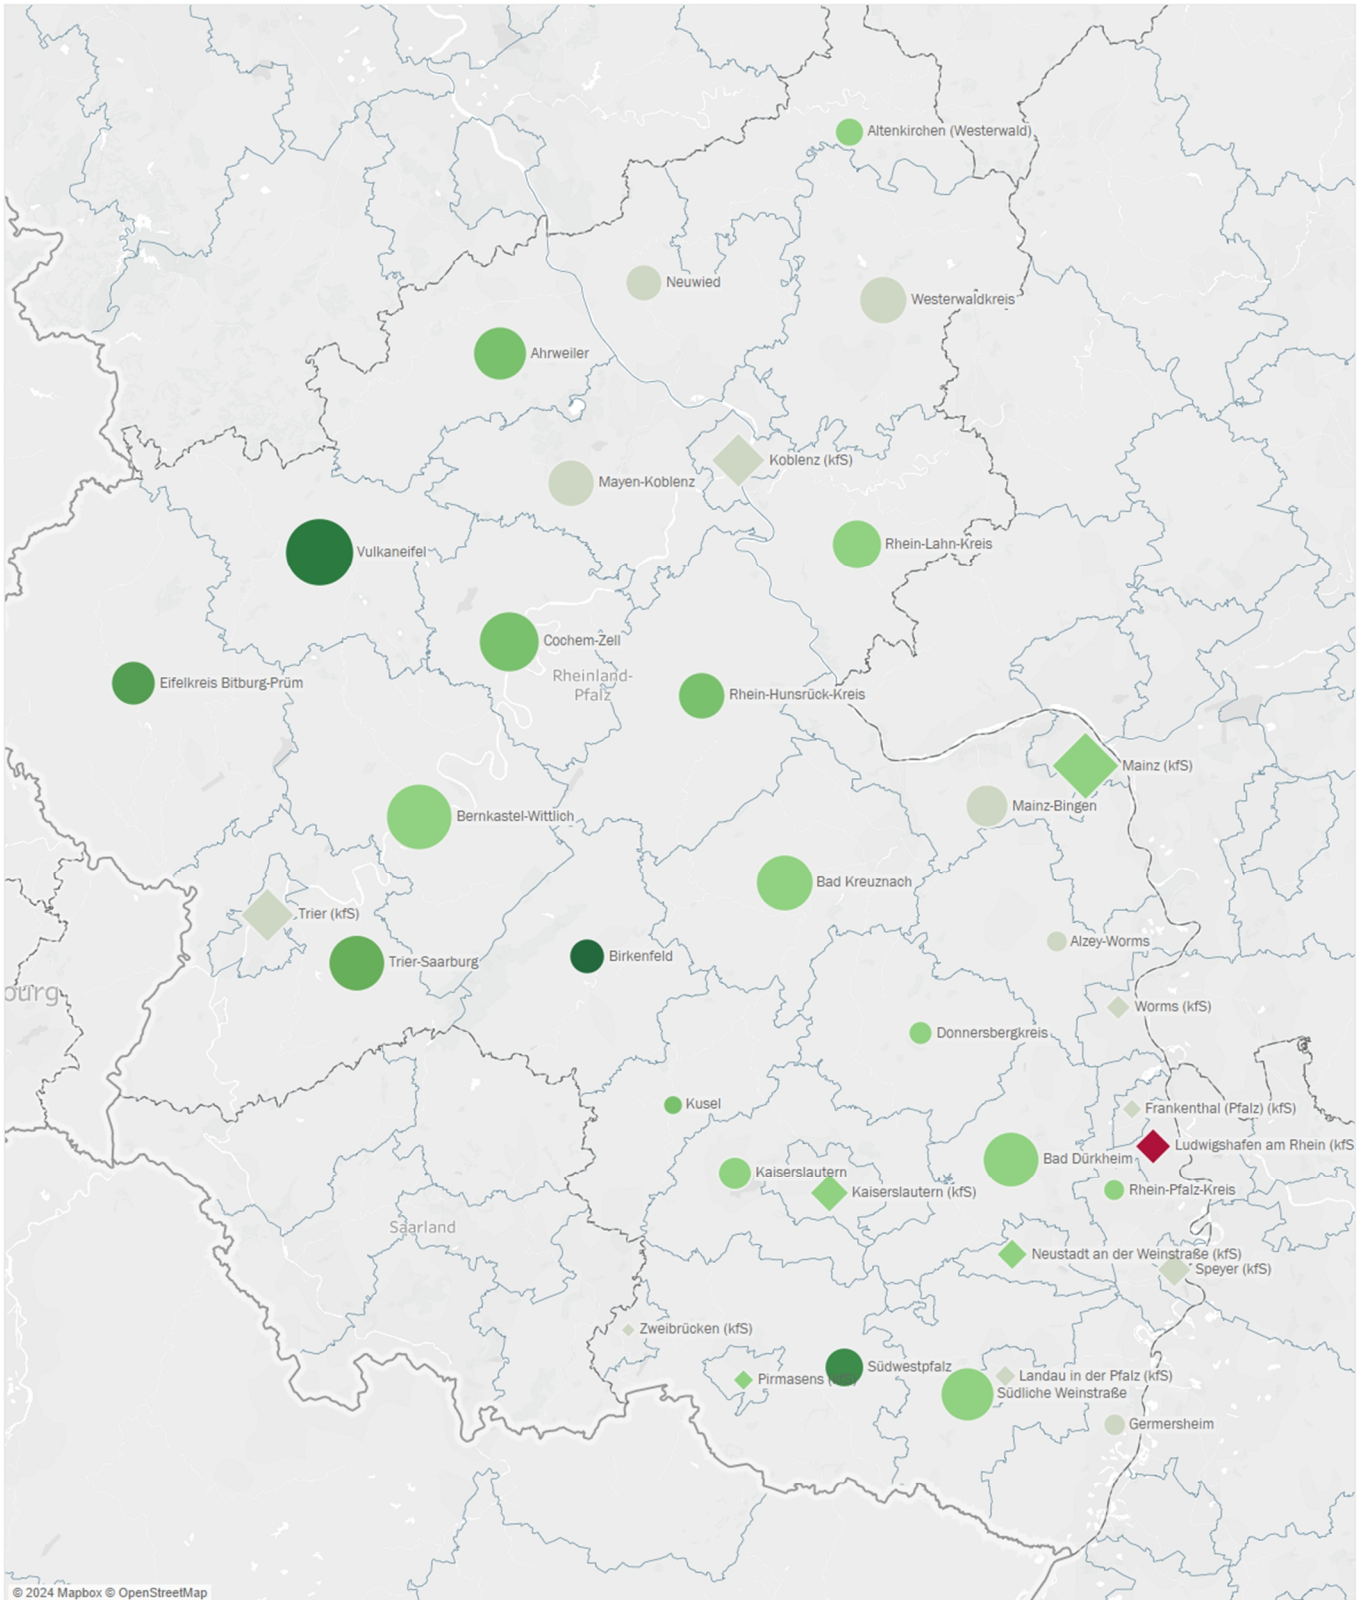 Altenkirchen (Westerwald)
Neuwied
Westerwaldkreis
Ahrweiler
Koblenz (kfS)
Mayen-Koblenz
Rhein-Lahn-Kreis
Vulkaneifel
Cochem-Zell
Rheinland-
Pfalz
Eifelkreis Bitburg-Prüm
Rhein-Hunsrück-Kreis
Mainz (kfS)
Mainz-Bingen
Bernkastel-Wittlich
Bad Kreuznach
Trier (kfS)
Alzey-Worms
Birkenfeld
Trier-Saarburg
burg
Worms (kfS)
Donnersbergkreis
Kusel
Frankenthal (Pfalz) (kfS)
Ludwigshafen am Rhein (kfS
Bad Dürkheim
Kaiserslautern
Rhein-Pfalz-Kreis
Kaiserslautern (kfS)
Saarland
Neustadt an der Weinstraße (kfS)
Speyer (kfS)
Zweibrücken (kfS)
Südwestpfalz
Landau in der Pfalz (kfS)
Pirmasens
Südliche Weinstraße
Germersheim
© 2024 Mapbox © OpenStreetMap